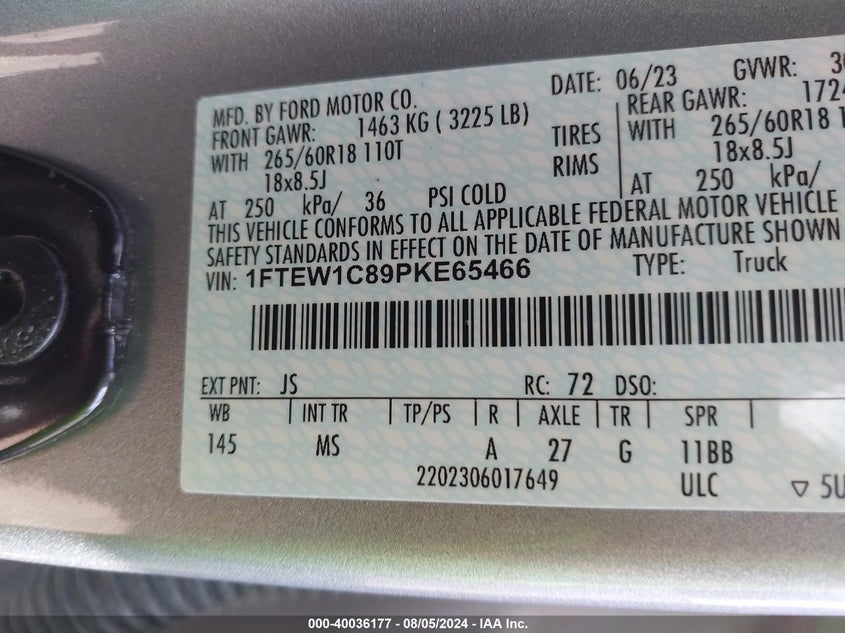 MFD. BY FORD MOTOR CO.
DATE: 06/23 GVWR:
FRONT GAWR: 1463 KG ( 3225 LB)
REAR GAWR: 1724
WITH 265/60R18 110T TIRES
WITH 265/60R18
18x8.5J RIMS
18x8.5J
AT 250 kPa/ 36 PSI COLD
AT 250 kPa/
THIS VEHICLE CONFORMS TO ALL APPLICABLE FEDERAL MOTOR VEHICLE
SAFETY STANDARDS IN EFFECT ON THE DATE OF MANUFACTURE SHOWN
VIN: 1FTEW1C89PKE65466 TYPE: Truck
EXT PNT: JS RC: 72 DSO:
WB INT TR TP/PS R AXLE TR SPR
145 MS A 27 G 11BB
2202306017649 ULC ▽ 5U
000-40036177 - 08/05/2024 - IAA, Inc.